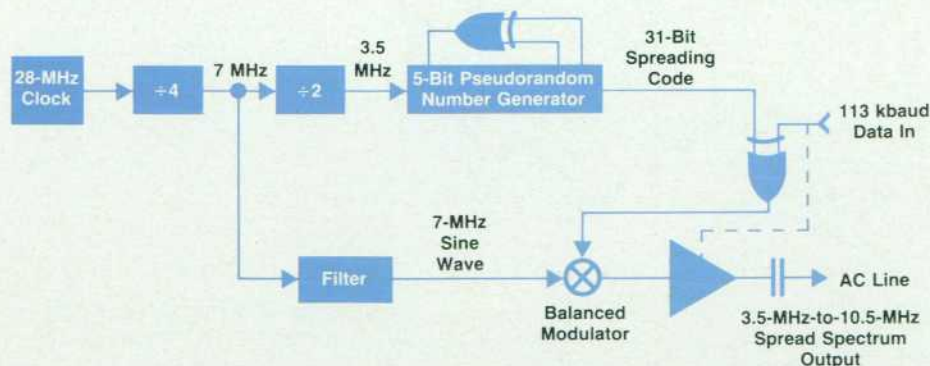 28-MHz
Clock
÷4
7 MHz
÷2
3.5
MHz
5-Bit Pseudorandom
Number Generator
31-Bit
Spreading
Code
113 kbaud
Data In
Filter
7-MHz
Sine
Wave
Balanced
Modulator
AC Line
3.5-MHz-to-10.5-MHz
Spread Spectrum
Output